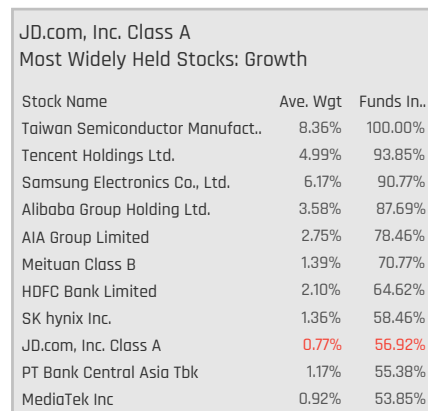 JD.com, Inc. Class A
Most Widely Held Stocks: Growth
Stock Name Ave. Wgt Funds In..
Taiwan Semiconductor Manufact.. 8.36% 100.00%
Tencent Holdings Ltd. 4.99% 93.85%
Samsung Electronics Co., Ltd. 6.17% 90.77%
Alibaba Group Holding Ltd. 3.58% 87.69%
AIA Group Limited 2.75% 78.46%
Meituan Class B 1.39% 70.77%
HDFC Bank Limited 2.10% 64.62%
SK hynix Inc. 1.36% 58.46%
JD.com, Inc. Class A 0.77% 56.92%
PT Bank Central Asia Tbk 1.17% 55.38%
MediaTek Inc 0.92% 53.85%